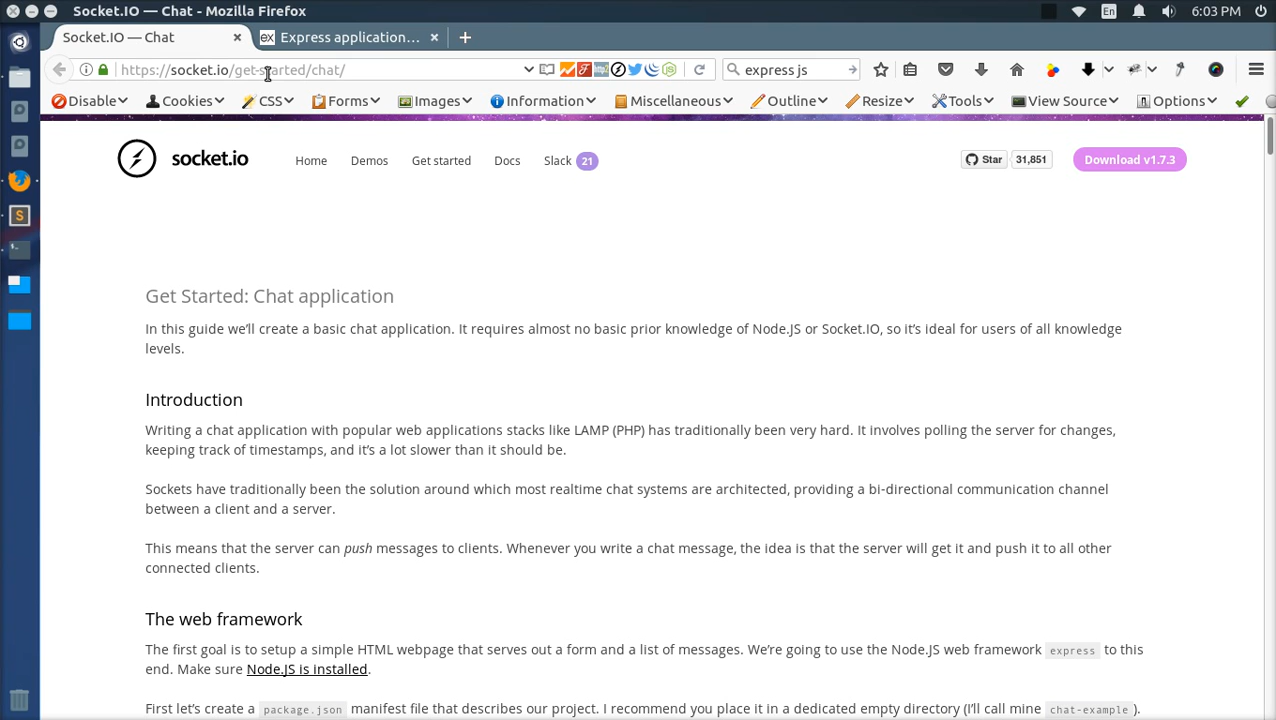 Socket.IO — Chat - Mozilla Firefox
En
6:03 PM
Socket.IO — Chat
ex
Express application...
https://socket.io/get-started/chat/
express js
Disable
Cookies
CSS
Forms
Images
Information
Miscellaneous
Outline
Resize
Tools
View Source
Options
socket.io
Home
Demos
Get started
Docs
Slack
21
Star
31,851
Download v1.7.3
Get Started: Chat application
In this guide we'll create a basic chat application. It requires almost no basic prior knowledge of Node.JS or Socket.IO, so it's ideal for users of all knowledge
levels.
Introduction
Writing a chat application with popular web applications stacks like LAMP (PHP) has traditionally been very hard. It involves polling the server for changes,
keeping track of timestamps, and it's a lot slower than it should be.
Sockets have traditionally been the solution around which most realtime chat systems are architected, providing a bi-directional communication channel
between a client and a server.
This means that the server can push messages to clients. Whenever you write a chat message, the idea is that the server will get it and push it to all other
connected clients.
The web framework
The first goal is to setup a simple HTML webpage that serves out a form and a list of messages. We're going to use the Node.JS web framework express to this
end. Make sure Node.JS is installed.
First let's create a package.json manifest file that describes our project. I recommend you place it in a dedicated empty directory (I'll call mine chat-example).